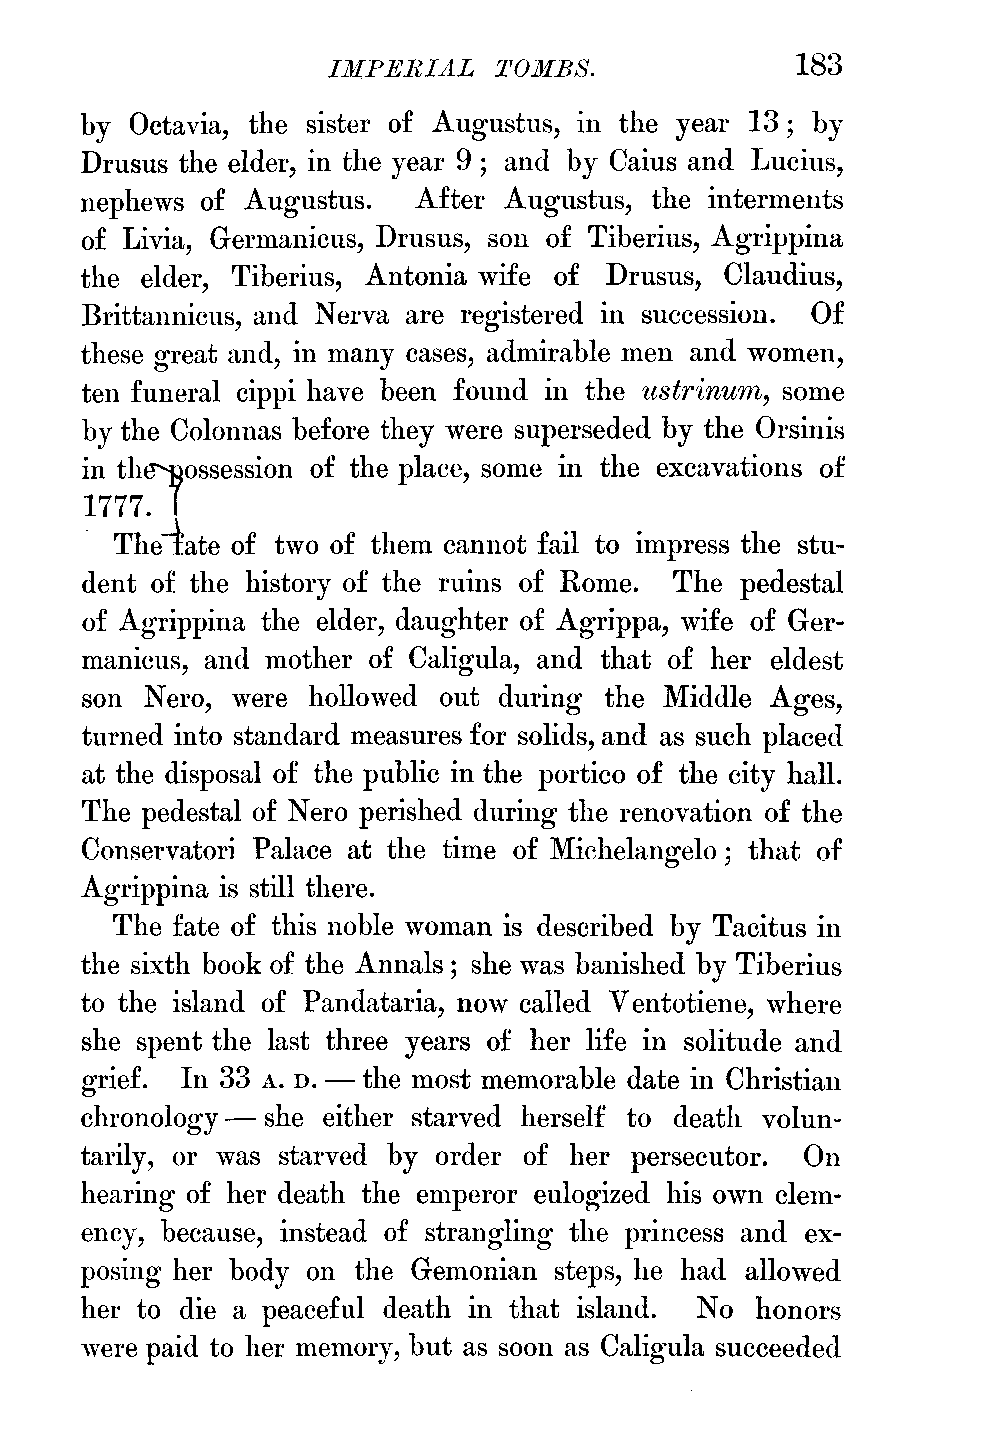 IMPERIAL TOMBS. 183
by Octavia, the sister of Augustus, in the year 13; by
Drusus the elder, in the year 9; and by Caius and Lucius,
nephews of Augustus. After Augustus, the interments
of Livia, Germanicus, Drusus, son of Tiberius, Agrippina
the elder, Tiberius, Antonia wife of Drusus, Claudius,
Brittannicus, and Nerva are registered in succession. Of
these great and, in many cases, admirable men and women,
ten funeral cippi have been found in the ustrinum, some
by the Colonnas before they were superseded by the Orsinis
in the possession of the place, some in the excavations of
1777.
The fate of two of them cannot fail to impress the stu-
dent of the history of the ruins of Rome. The pedestal
of Agrippina the elder, daughter of Agrippa, wife of Ger-
manicus, and mother of Caligula, and that of her eldest
son Nero, were hollowed out during the Middle Ages,
turned into standard measures for solids, and as such placed
at the disposal of the public in the portico of the city hall.
The pedestal of Nero perished during the renovation of the
Conservatori Palace at the time of Michelangelo; that of
Agrippina is still there.
The fate of this noble woman is described by Tacitus in
the sixth book of the Annals; she was banished by Tiberius
to the island of Pandataria, now called Ventotiene, where
she spent the last three years of her life in solitude and
grief. In 33 A. D. — the most memorable date in Christian
chronology — she either starved herself to death volun-
tarily, or was starved by order of her persecutor. On
hearing of her death the emperor eulogized his own clem-
ency, because, instead of strangling the princess and ex-
posing her body on the Gemonian steps, he had allowed
her to die a peaceful death in that island. No honors
were paid to her memory, but as soon as Caligula succeeded